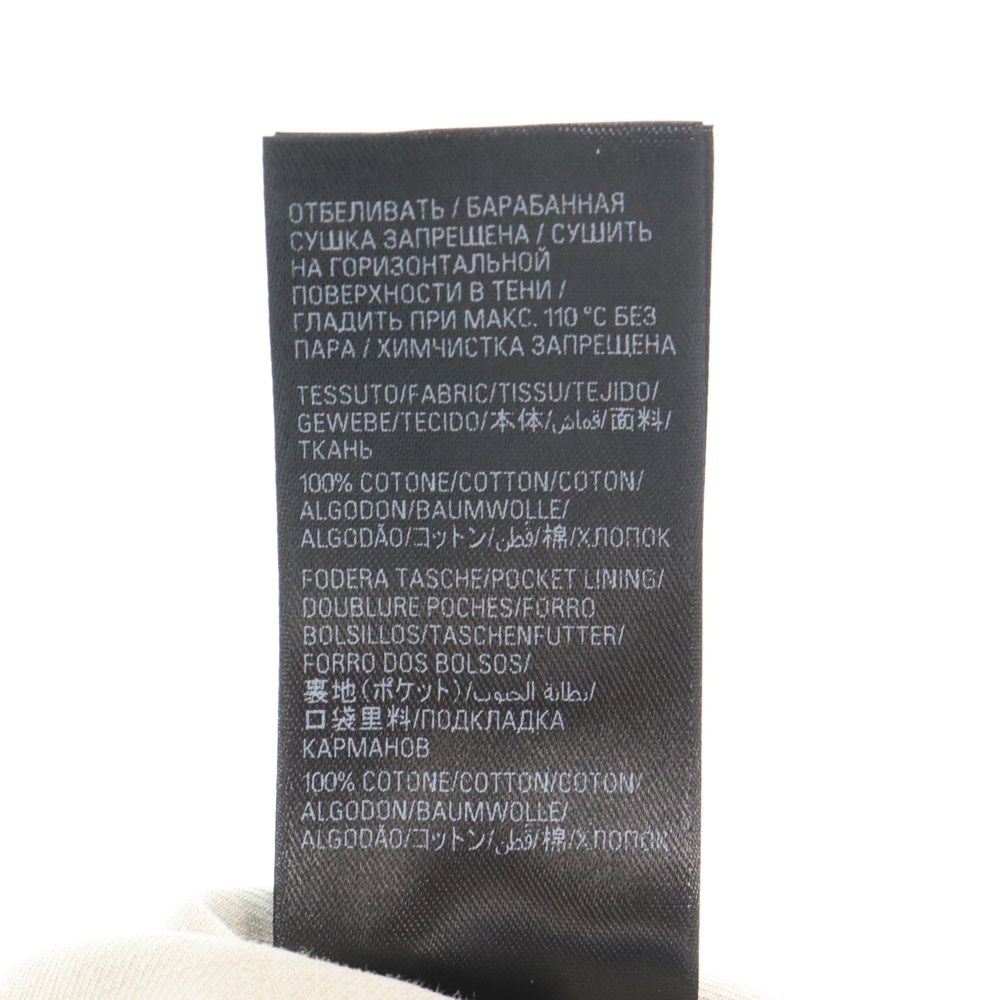 ОТБЕЛИВАТЬ / БАРАБАННАЯ
СУШКА ЗАПРЕЩЕНА / СУШИТЬ
НА ГОРИЗОНТАЛЬНОЙ
ПОВЕРХНОСТИ В ТЕНИ /
ГЛАДИТЬ ПРИ МАКС. 110 °C БЕЗ
ПАРА / ХИМЧИСТКА ЗАПРЕЩЕНА
TESSUTO/FABRIC/TISSU/TEJIDO/
GEWEBE/TECIDO/本体/قماش/面料/
ТКАНЬ
100% COTONE/COTTON/COTON/
ALGODON/BAUMWOLLE/
ALGODÃO/コットン/قطن/棉/ХЛОПОК
FODERA TASCHE/POCKET LINING/
DOUBLURE POCHES/FORRO
BOLSILLOS/TASCHENFUTTER/
FORRO DOS BOLSOS/
裏地(ポケット)/بطانة الجيوب/
口袋里料/ПОДКЛАДКА
КАРМАНОВ
100% COTONE/COTTON/COTON/
ALGODON/BAUMWOLLE/
ALGODÃO/コットン/قطن/棉/ХЛОПОК